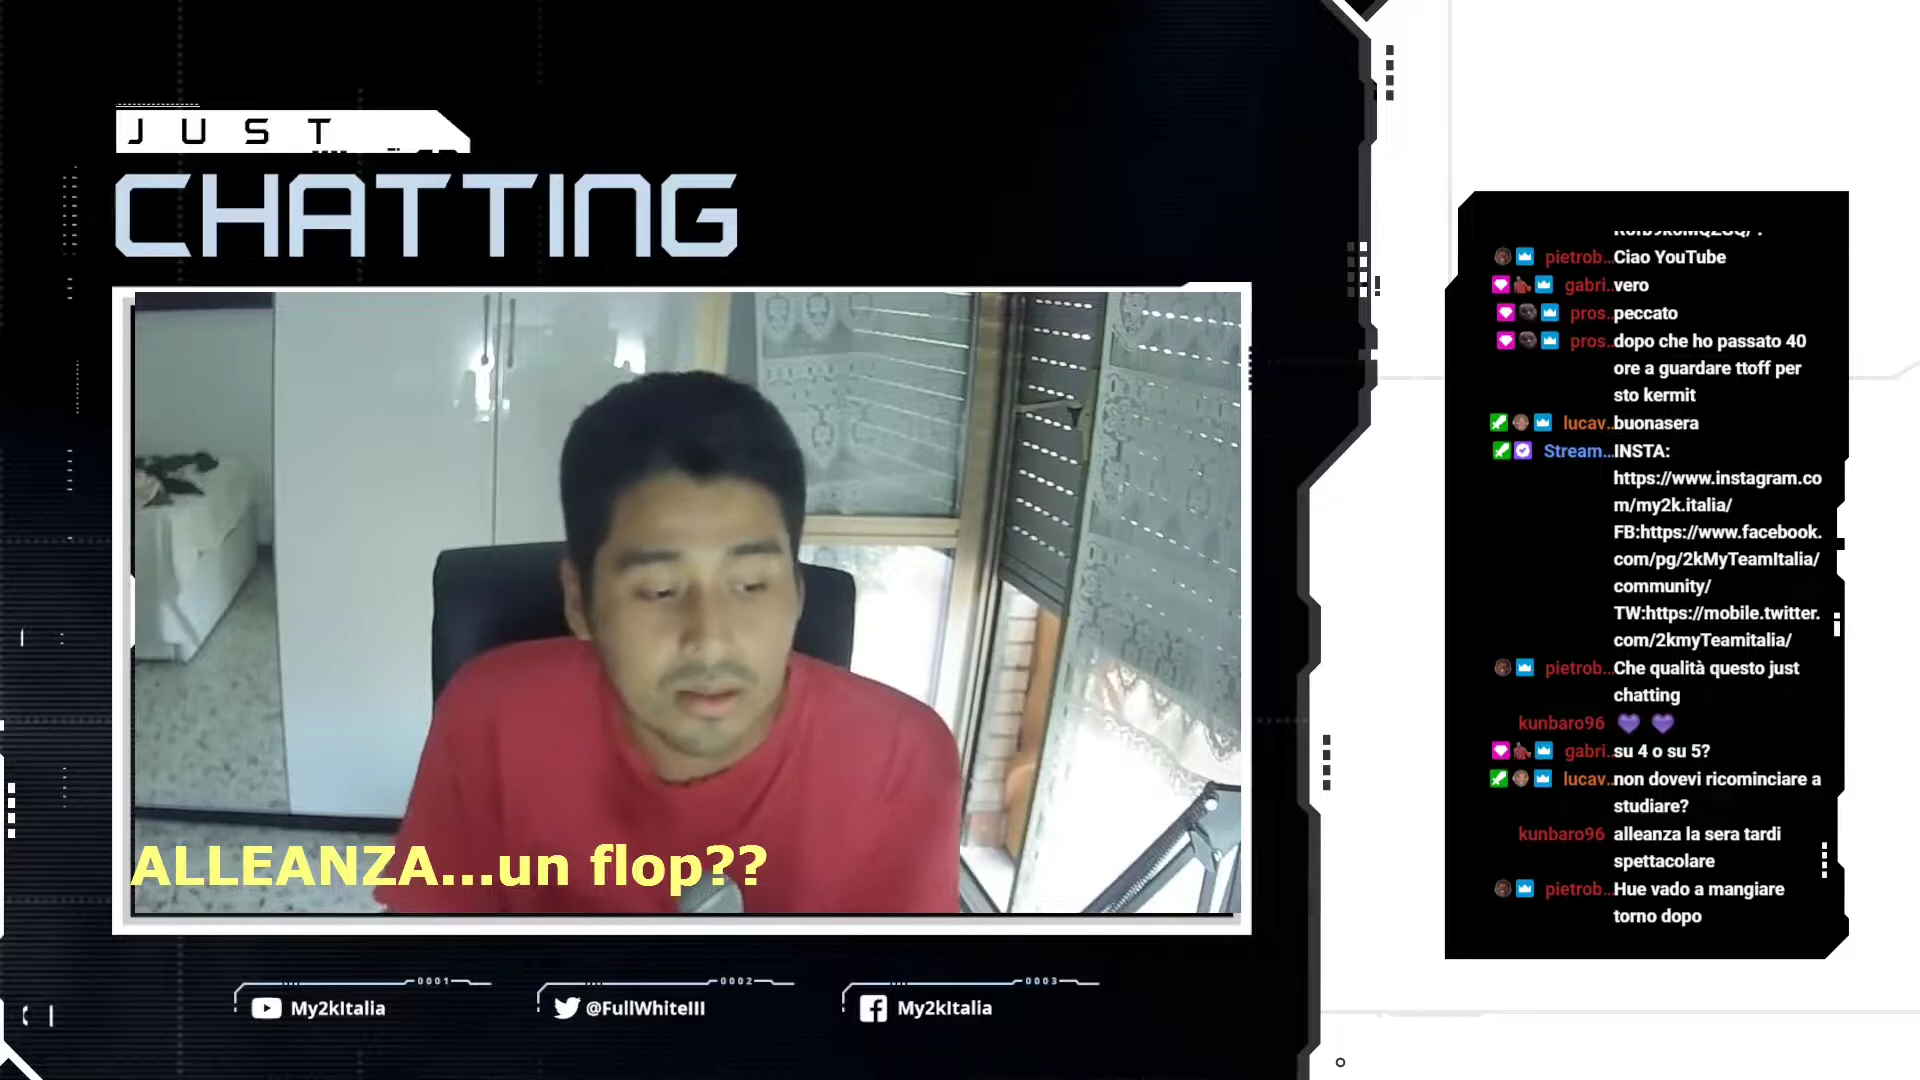 JUST
CHATTING
ALLEANZA...un flop??
0001
My2kItalia
0002
@FullWhiteIII
0003
My2kItalia
pietrob.. Ciao YouTube
gabri.. vero
pros.. peccato
pros.. dopo che ho passato 40
ore a guardare ttoff per
sto kermit
lucav.. buonasera
Stream.. INSTA:
https://www.instagram.co
m/my2k.italia/
FB:https://www.facebook.
com/pg/2kMyTeamItalia/
community/
TW:https://mobile.twitter.
com/2kmyTeamitalia/
pietrob.. Che qualità questo just
chatting
kunbaro96
gabri.. su 4 o su 5?
lucav.. non dovevi ricominciare a
studiare?
kunbaro96 alleanza la sera tardi
spettacolare
pietrob.. Hue vado a mangiare
torno dopo